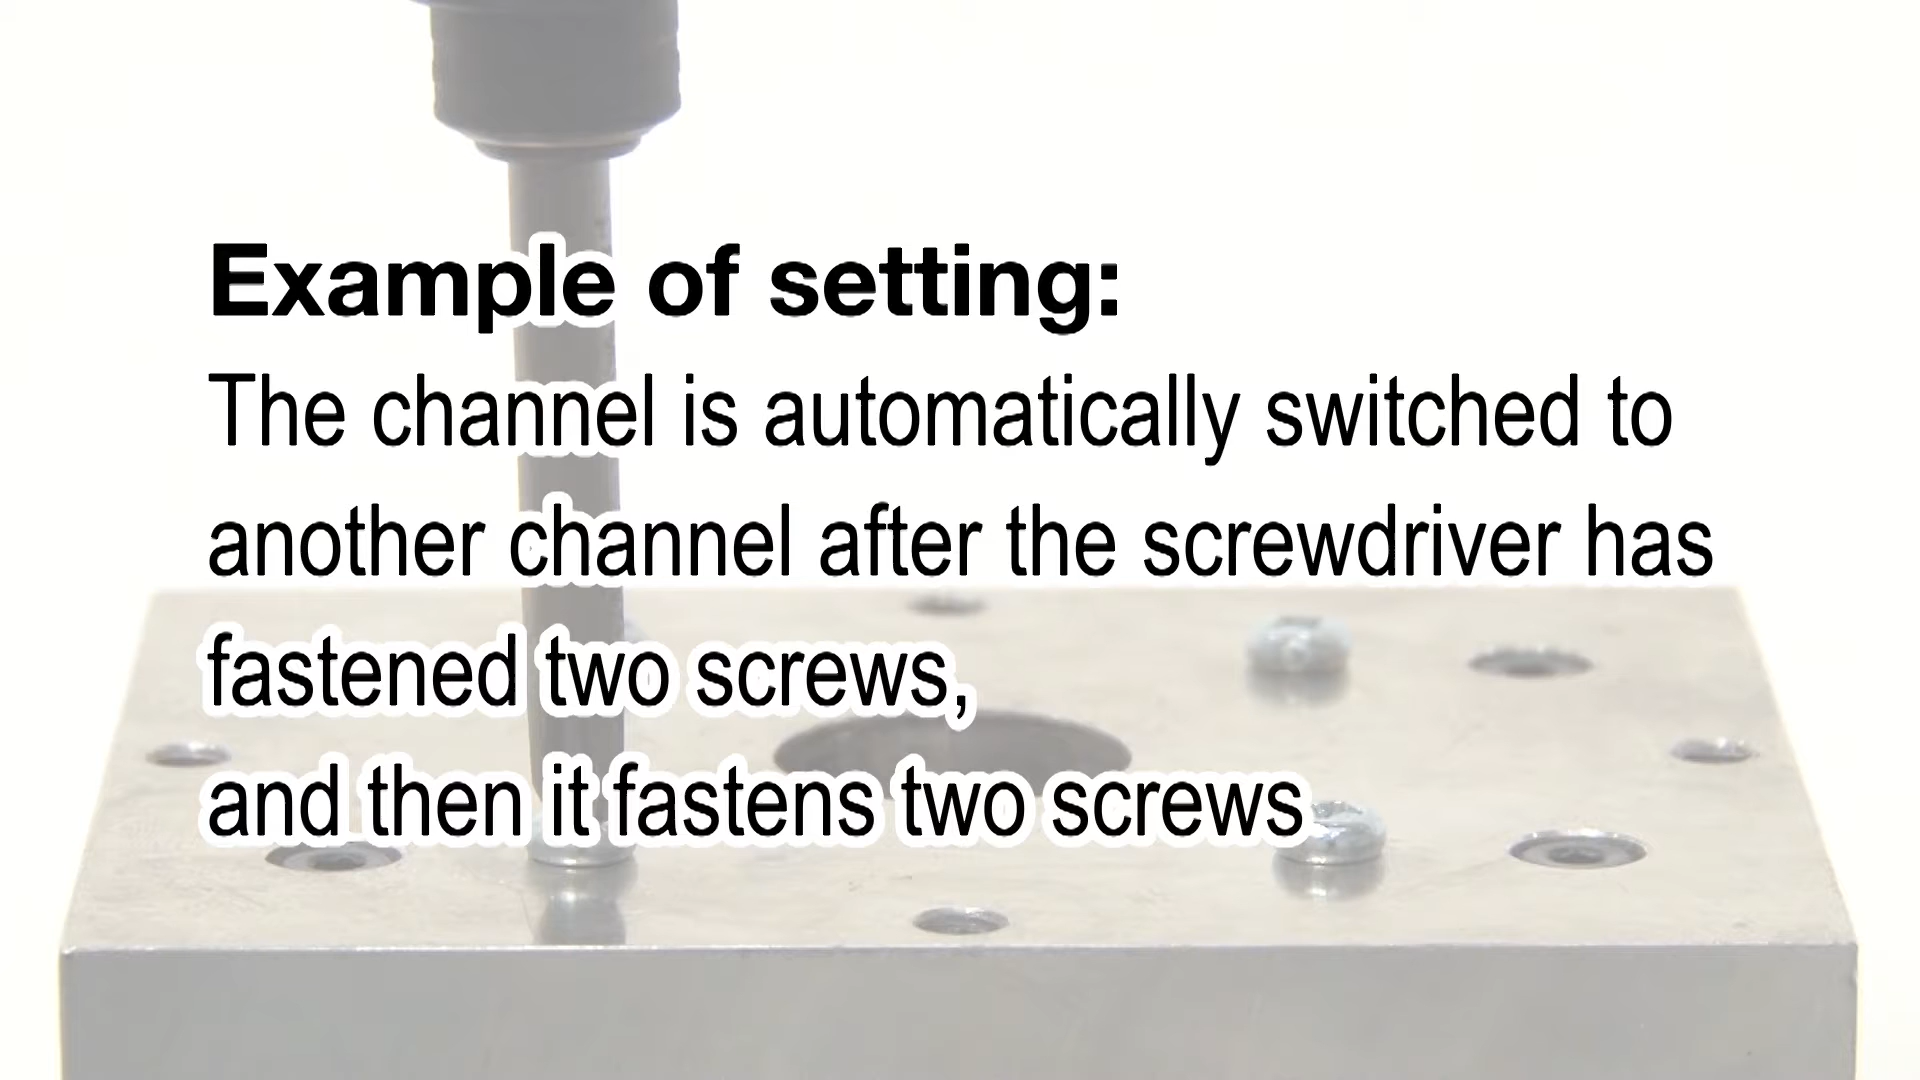 Example of setting:
The channel is automatically switched to
another channel after the screwdriver has
fastened two screws,
and then it fastens two screws